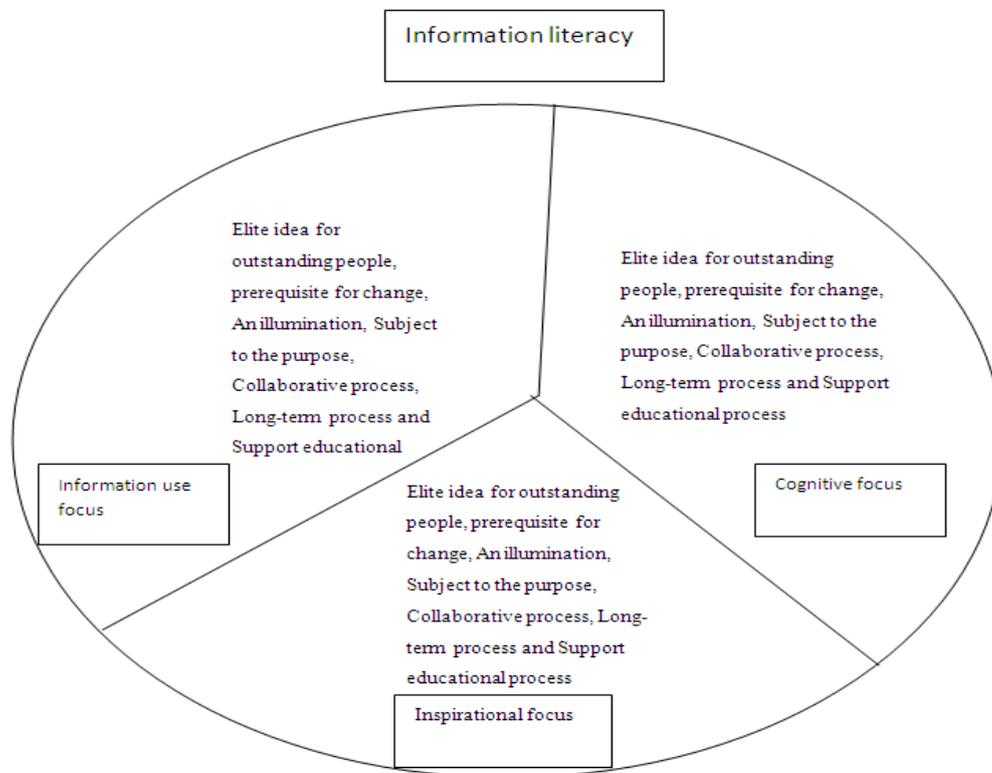 Information literacy
Elite idea for
outstanding people,
prerequisite for change,
An illumination, Subject
to the purpose,
Collaborative process,
Long-term process and
Support educational
Information use
focus
Elite idea for outstanding
people, prerequisite for change,
An illumination, Subject to the
purpose, Collaborative process,
Long-term process and Support
educational process
Cognitive focus
Elite idea for outstanding
people, prerequisite for
change, An illumination,
Subject to the purpose,
Collaborative process, Long-
term process and Support
educational process
Inspirational focus